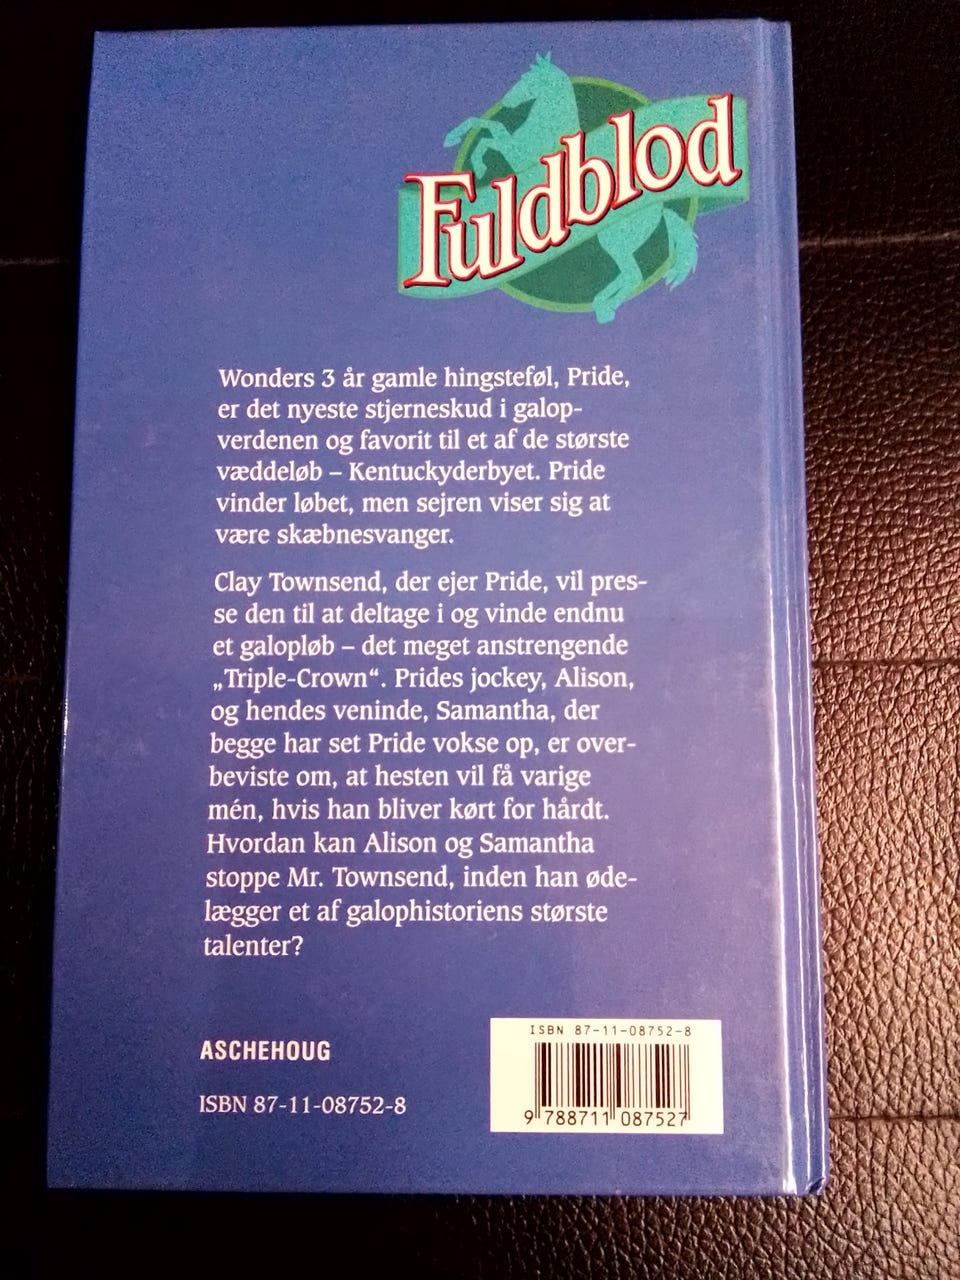 Fuldblod
Wonders 3 år gamle hingsteføl, Pride,
er det nyeste stjerneskud i galop-
verdenen og favorit til et af de største
væddeløb – Kentuckyderbyet. Pride
vinder løbet, men sejren viser sig at
være skæbnesvanger.
Clay Townsend, der ejer Pride, vil pres-
se den til at deltage i og vinde endnu
et galopløb – det meget anstrengende
„Triple-Crown“. Prides jockey, Alison,
og hendes veninde, Samantha, der
begge har set Pride vokse op, er over-
beviste om, at hesten vil få varige
mén, hvis han bliver kørt for hårdt.
Hvordan kan Alison og Samantha
stoppe Mr. Townsend, inden han øde-
lægger et af galophistoriens største
talenter?
ASCHEHOUG
ISBN 87-11-08752-8
ISBN 87-11-08752-8
9 788711 087527